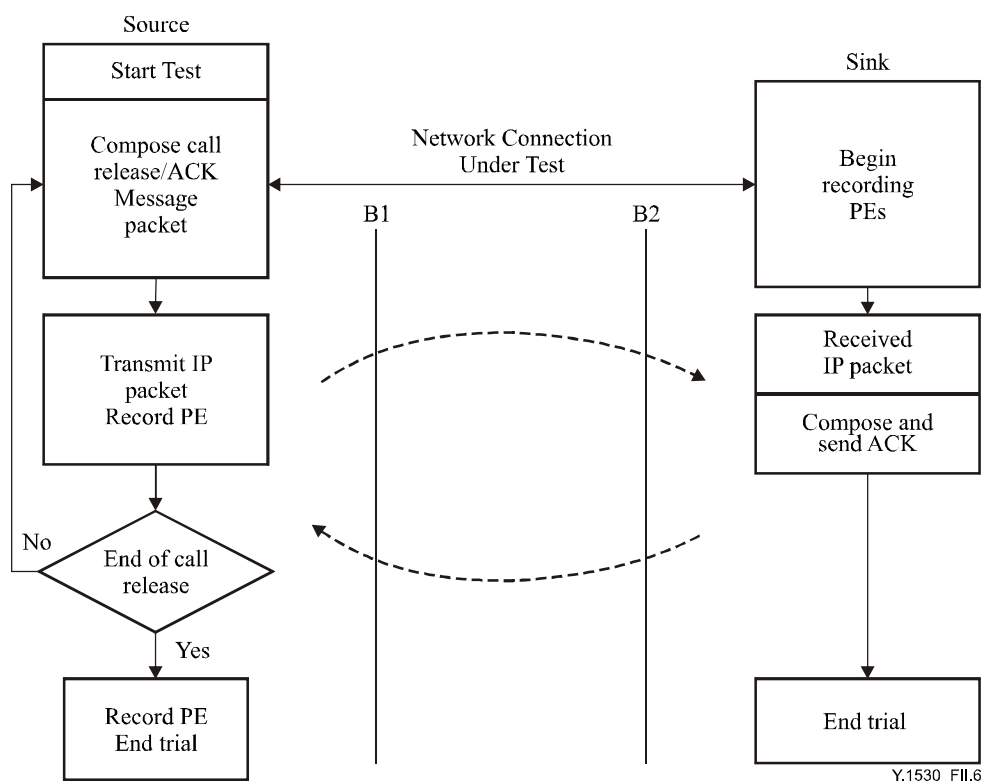 Source
Start Test
Compose call
release/ACK
Message
packet
Network Connection
Under Test
Sink
Begin
recording
PEs
B1
B2
Transmit IP
packet
Record PE
Received
IP packet
Compose and
send ACK
No
End of call
release
Yes
Record PE
End trial
End trial
Y.1530_FII.6